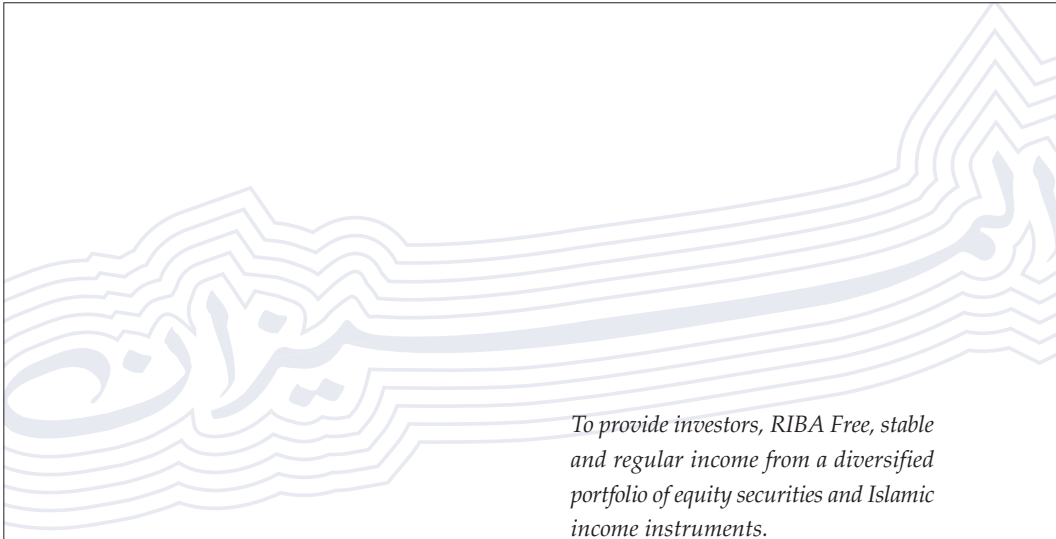 الميزان
To provide investors, RIBA Free, stable
and regular income from a diversified
portfolio of equity securities and Islamic
income instruments.